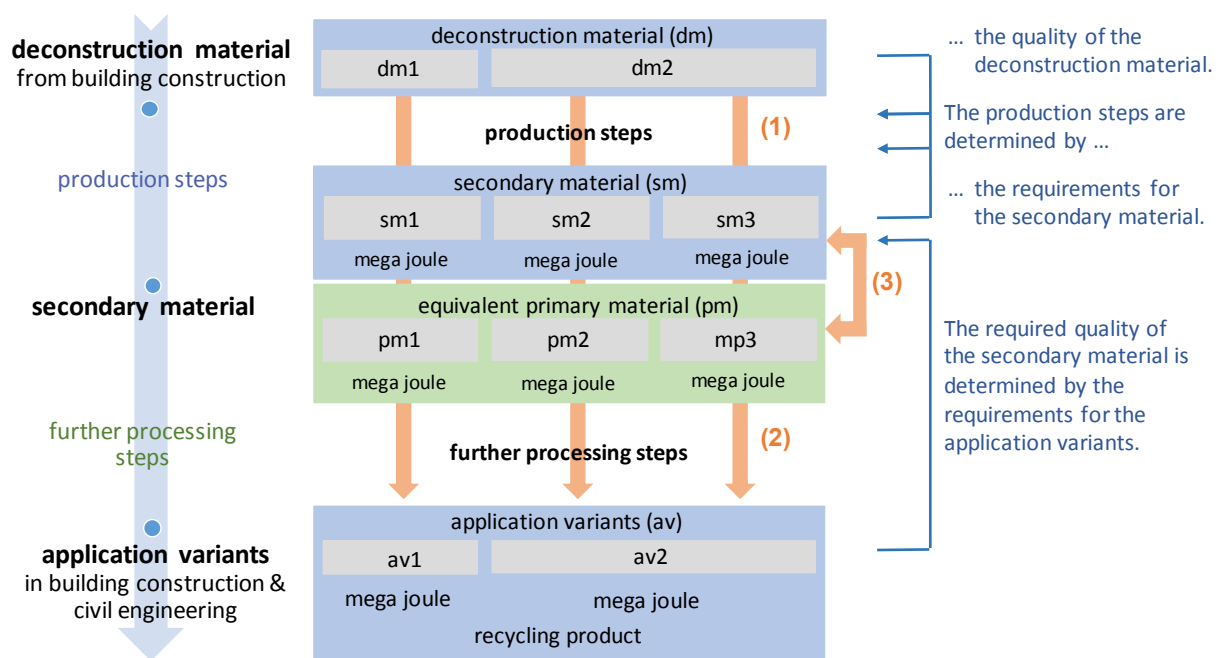 deconstruction material
from building construction
production steps
secondary material
further processing
steps
application variants
in building construction &
civil engineering
deconstruction material (dm)
dm1
dm2
production steps
(1)
secondary material (sm)
sm1
sm2
sm3
mega joule
mega joule
mega joule
(3)
equivalent primary material (pm)
pm1
pm2
mp3
mega joule
mega joule
mega joule
further processing steps
(2)
application variants (av)
av1
av2
mega joule
mega joule
recycling product
... the quality of the
deconstruction material.
The production steps are
determined by ...
... the requirements for
the secondary material.
The required quality of
the secondary material is
determined by the
requirements for the
application variants.